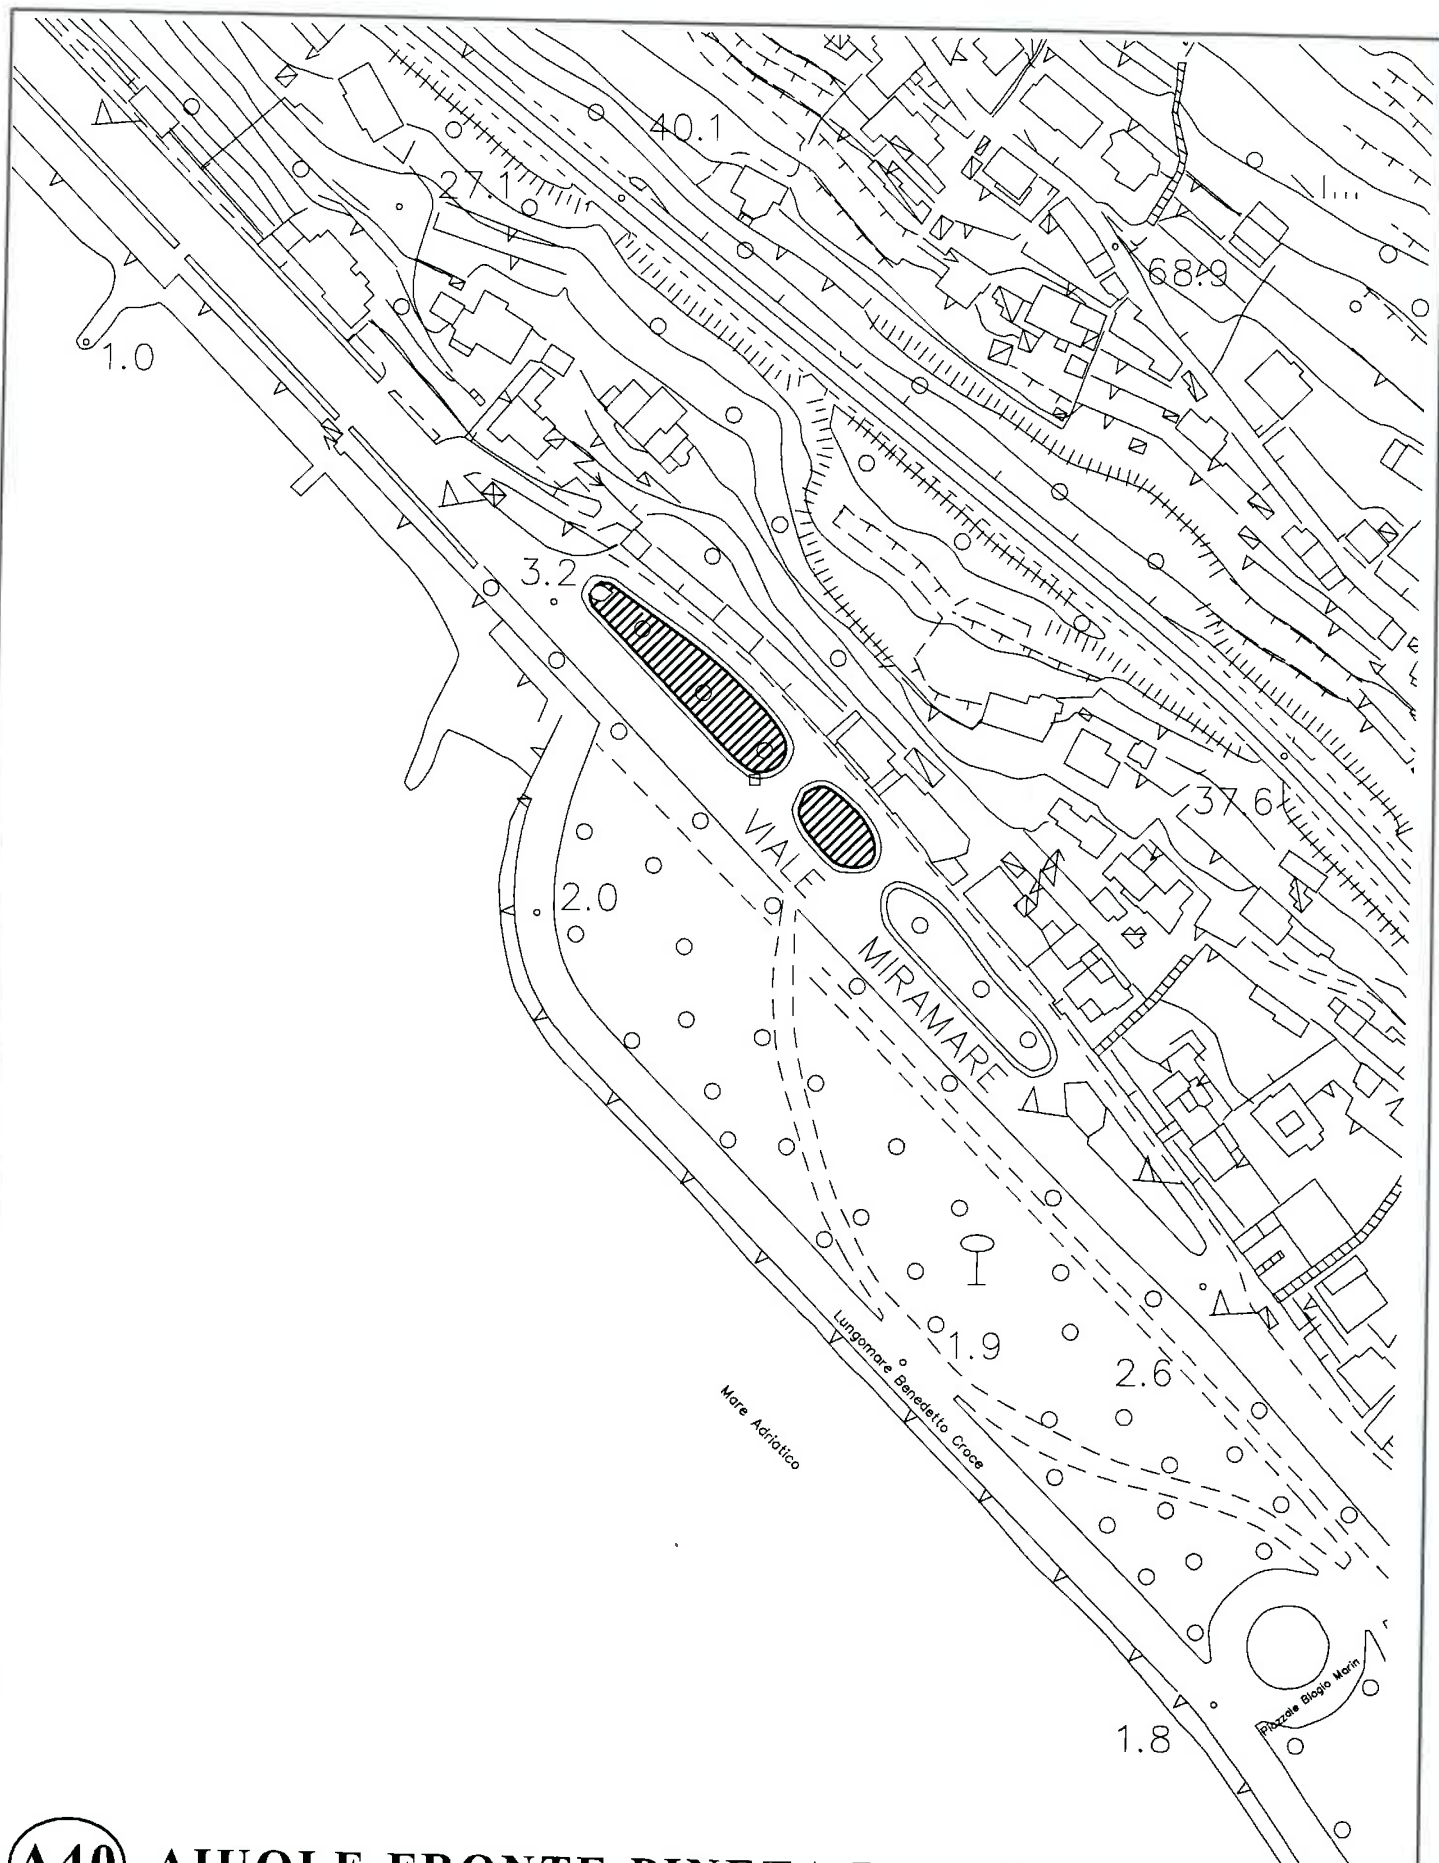 40.1
27.1
68.9
1.0
3.2
37.6
VIALE
2.0
MIRAMARE
1.9
Lungomare Benedetto Croce
2.6
Mare Adriatico
Piazzale Biagio Marin
1.8
A40 AIUOLE FRONTE PINETA